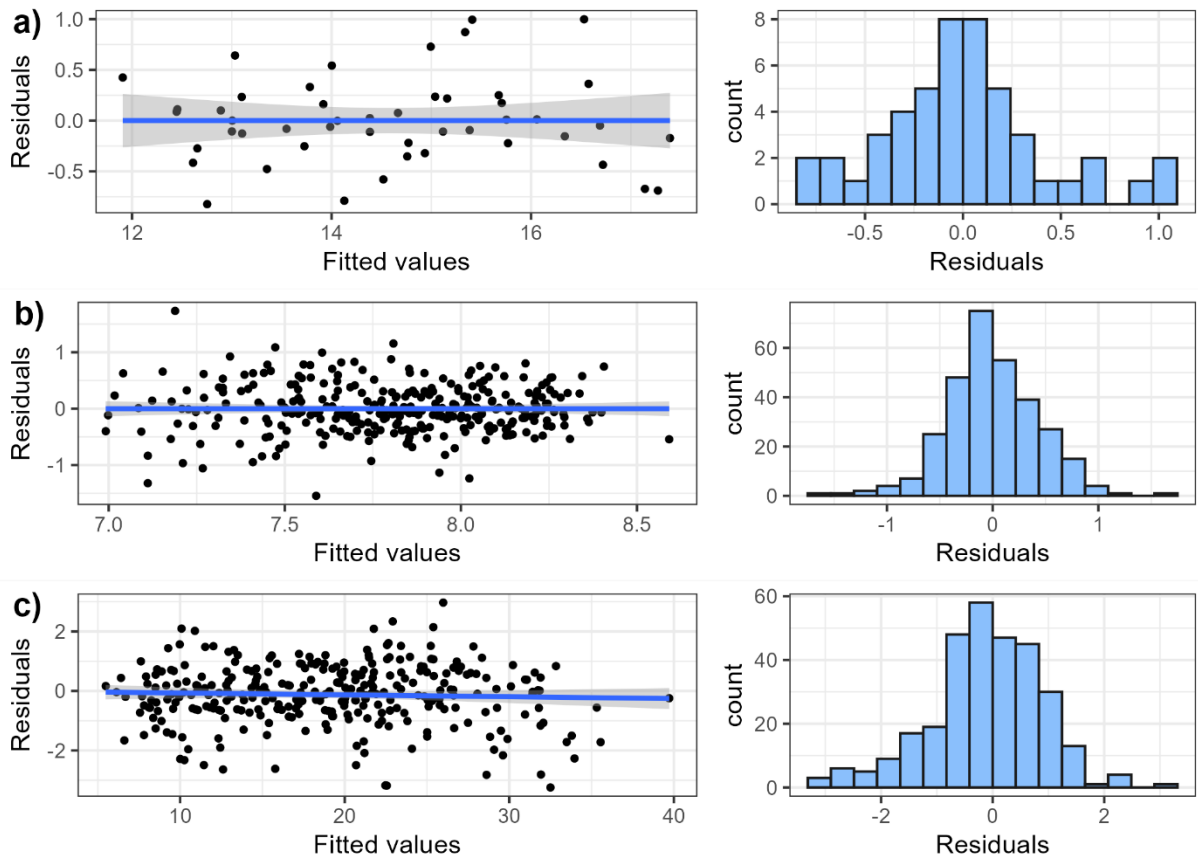 a)
Residuals
1.0
0.5
0.0
-0.5
12
14
16
Fitted values
count
8
6
4
2
0
-0.5
0.0
0.5
1.0
Residuals
b)
Residuals
1
0
-1
7.0
7.5
8.0
8.5
Fitted values
count
60
40
20
0
-1
0
1
Residuals
c)
Residuals
2
0
-2
10
20
30
40
Fitted values
count
60
40
20
0
-2
0
2
Residuals